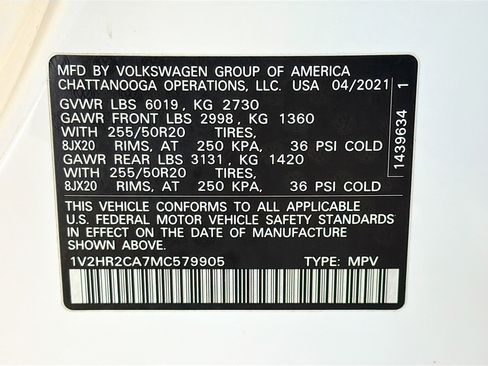 MFD BY VOLKSWAGEN GROUP OF AMERICA
CHATTANOOGA OPERATIONS, LLC. USA 04/2021
GVWR LBS 6019, KG 2730
GAWR FRONT LBS 2998, KG 1360
WITH 255/50R20 TIRES,
8JX20 RIMS, AT 250 KPA, 36 PSI COLD
GAWR REAR LBS 3131, KG 1420
WITH 255/50R20 TIRES,
8JX20 RIMS, AT 250 KPA, 36 PSI COLD
THIS VEHICLE CONFORMS TO ALL APPLICABLE
U.S. FEDERAL MOTOR VEHICLE SAFETY STANDARDS
IN EFFECT ON THE DATE OF MANUFACTURE
SHOWN ABOVE.
1V2HR2CA7MC579905 TYPE: MPV
1439634 1